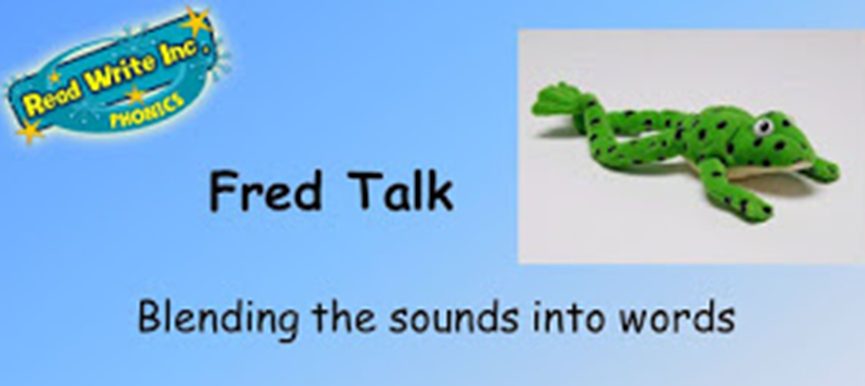 Read Write Inc.
PHONICS
Fred Talk
Blending the sounds into words